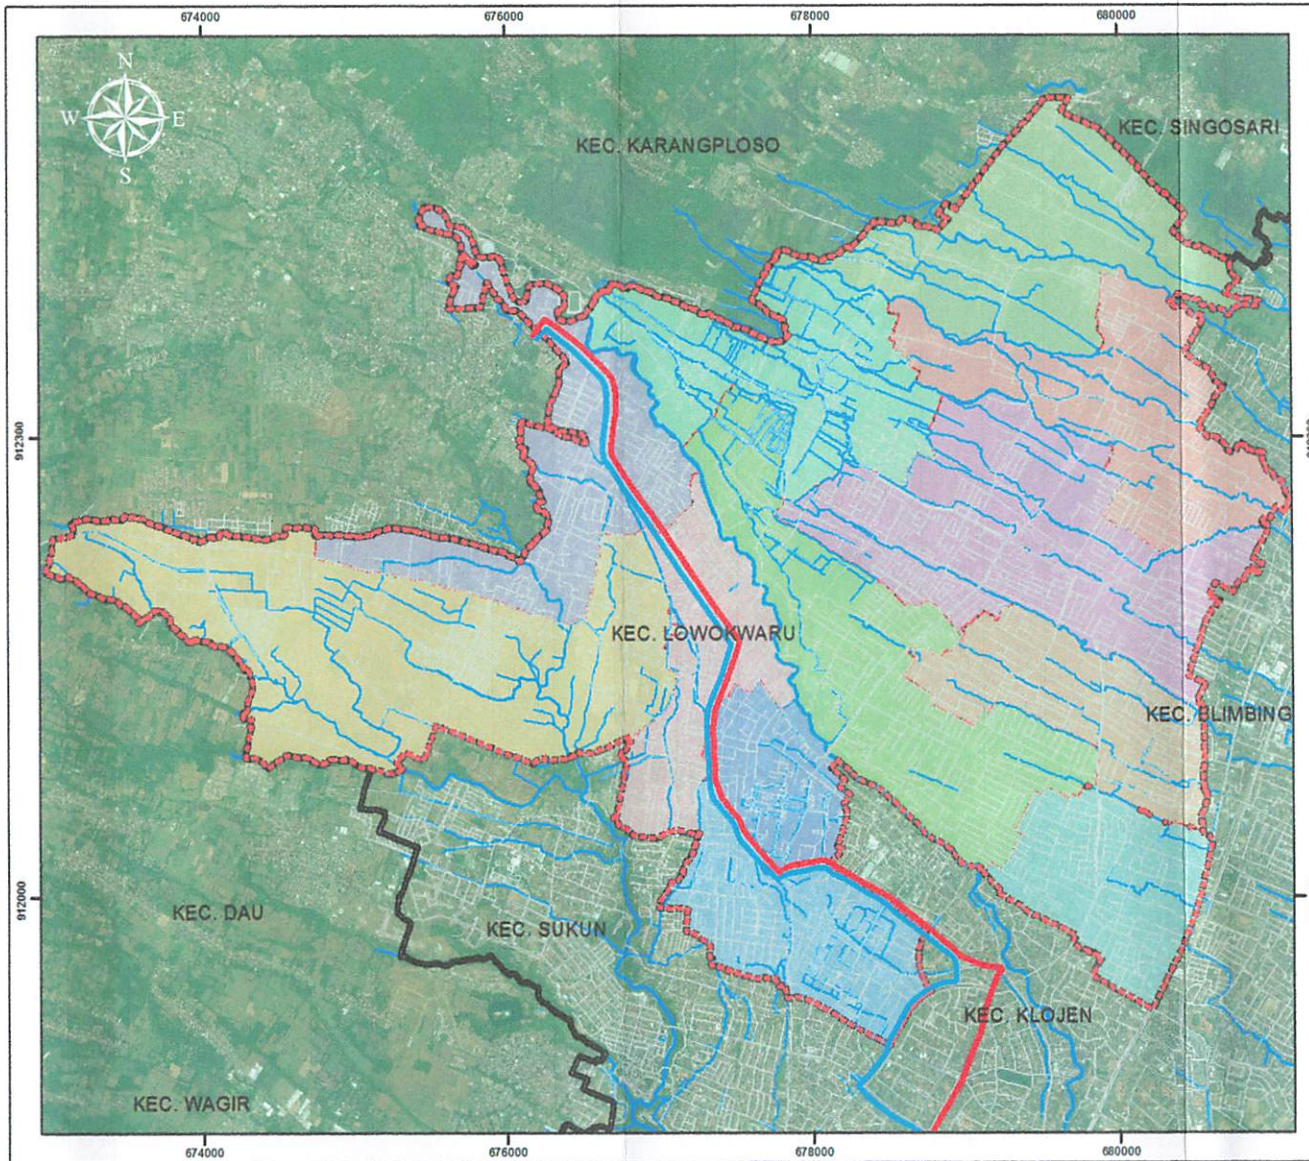 674000 676000 678000 680000
N
W E
S
KEC. SINGOSARI
KEC. KARANGPLOSO
912300
KEC. LOWOKWARU
KEC. BLIMBING
912000
KEC. DAU
KEC. SUKUN
KEC. KLOJEN
KEC. WAGIR
674000 676000 678000 680000